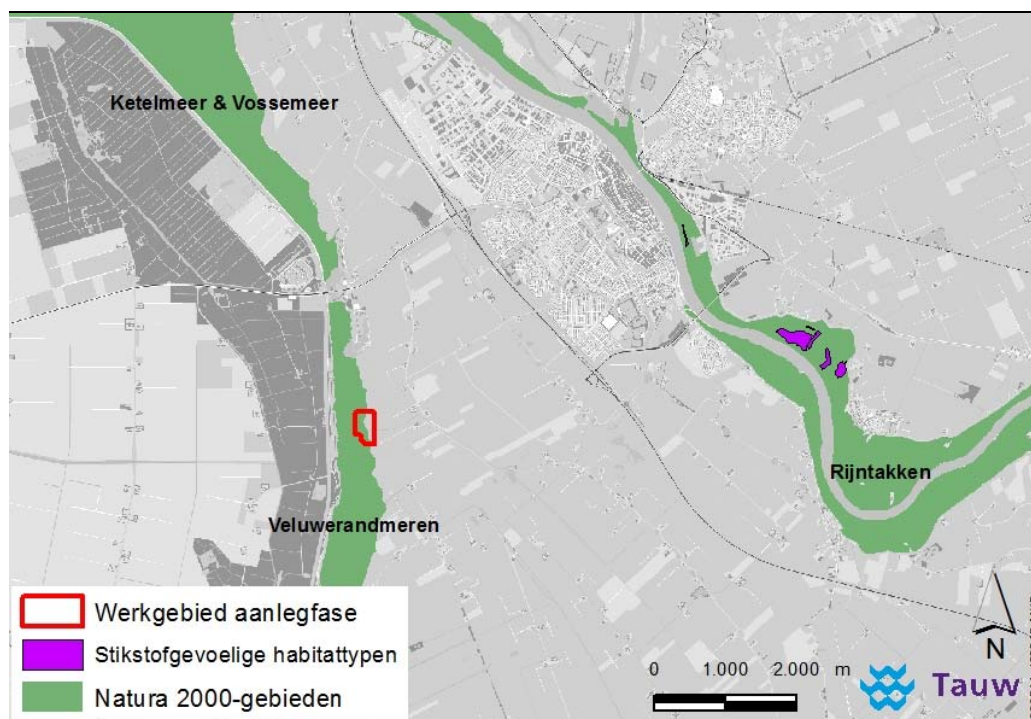 Ketelmeer & Vossemeer
Rijntakken
Veluwerandmeren
Werkgebied aanlegfase
Stikstofgevoelige habitattypen
Natura 2000-gebieden
0 1.000 2.000 m
N
Tauw